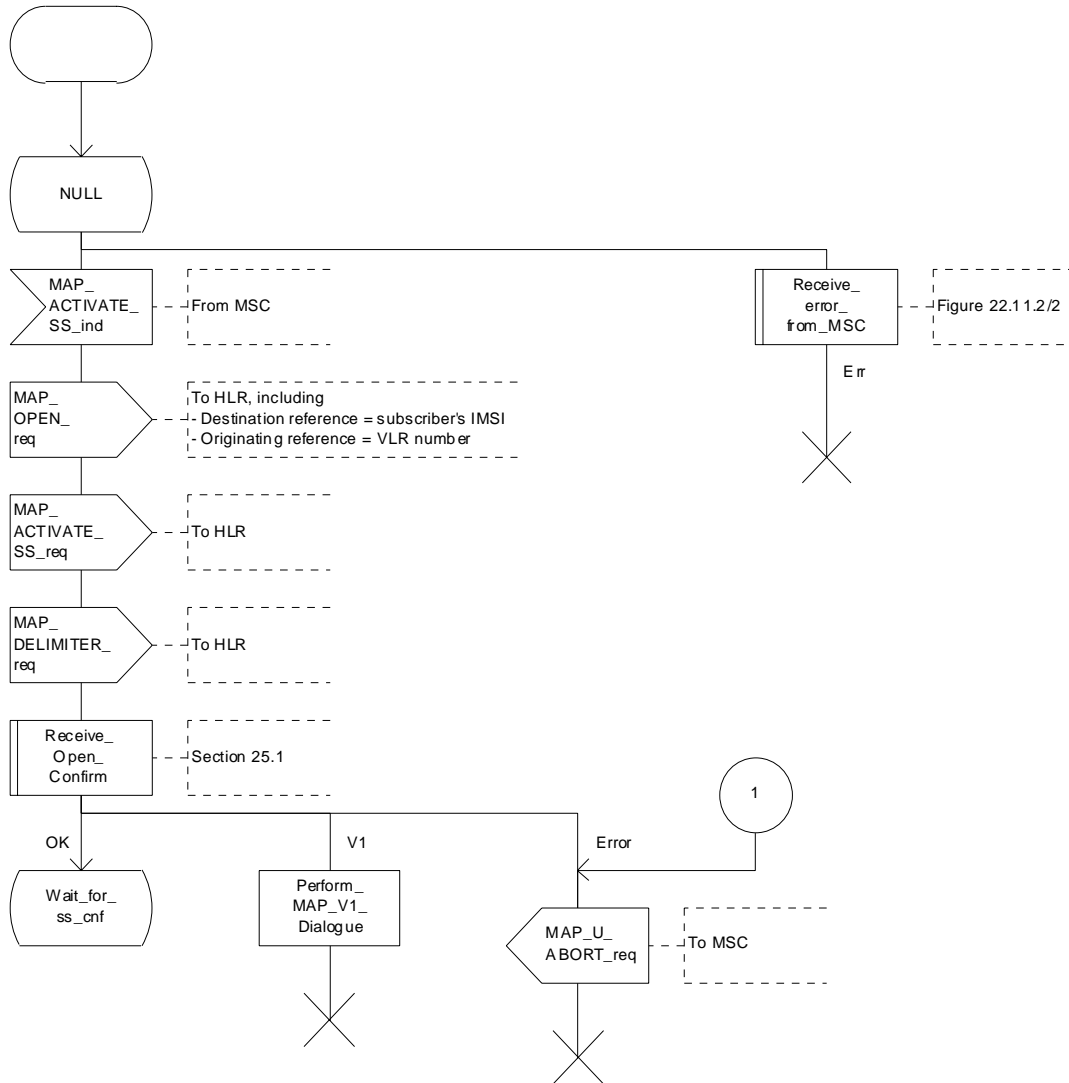 NULL
MAP_
ACTIVATE_
SS_ind
From MSC
Receive_
error_
from_MSC
Figure 22.11.2/2
Err
MAP_
OPEN_
req
To HLR, including
- Destination reference = subscriber's IMSI
- Originating reference = VLR number
MAP_
ACTIVATE_
SS_req
To HLR
MAP_
DELIMITER_
req
To HLR
Receive_
Open_
Confirm
Section 25.1
1
OK
V1
Error
Wait_for_
ss_cnf
Perform_
MAP_V1_
Dialogue
MAP_U_
ABORT_req
To MSC